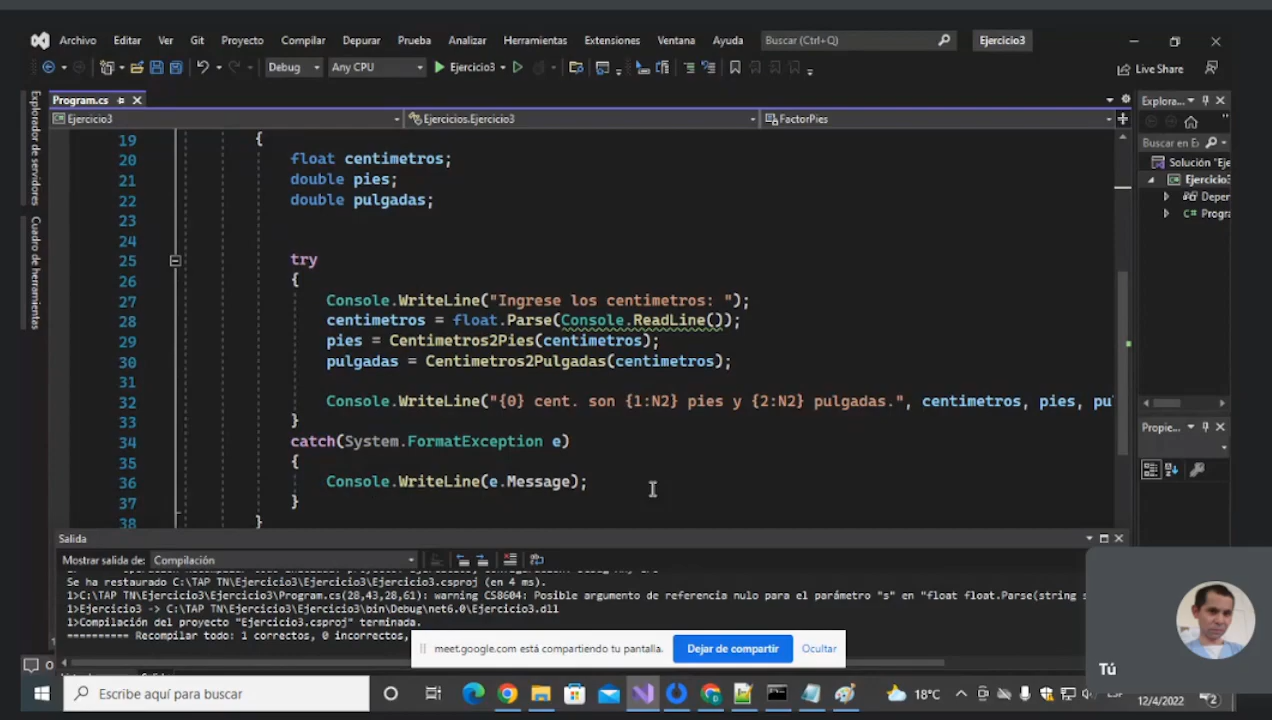 Archivo Editar Ver Git Proyecto Compilar Depurar Prueba Analizar Herramientas Extensiones Ventana Ayuda Buscar (Ctrl+Q) Ejercicio3
Debug Any CPU Ejercicio3 Live Share
Explorador de servidores
Cuadro de herramientas
Program.cs
Ejercicio3 Ejercicios.Ejercicio3 FactorPies
19 {
20 float centimetros;
21 double pies;
22 double pulgadas;
23
24
25 try
26 {
27 Console.WriteLine("Ingrese los centimetros: ");
28 centimetros = float.Parse(Console.ReadLine());
29 pies = Centimetros2Pies(centimetros);
30 pulgadas = Centimetros2Pulgadas(centimetros);
31
32 Console.WriteLine("{0} cent. son {1:N2} pies y {2:N2} pulgadas.", centimetros, pies, pu
33 }
34 catch(System.FormatException e)
35 {
36 Console.WriteLine(e.Message);
37 }
38 }
Explora...
Buscar en E
Solución "Eje
Ejercicio3
Depen
Progra
Propie...
Salida
Mostrar salida de: Compilación
Se ha restaurado C:\TAP TN\Ejercicio3\Ejercicio3\Ejercicio3.csproj (en 4 ms).
1>C:\TAP TN\Ejercicio3\Ejercicio3\Program.cs(28,43,28,61): warning CS8604: Posible argumento de referencia nulo para el parámetro "s" en "float float.Parse(string s
1>Ejercicio3 -> C:\TAP TN\Ejercicio3\Ejercicio3\bin\Debug\net6.0\Ejercicio3.dll
1>Compilación del proyecto "Ejercicio3.csproj" terminada.
========== Recompilar todo: 1 correctos, 0 incorrectos,
meet.google.com está compartiendo tu pantalla. Dejar de compartir Ocultar
Tú
Escribe aquí para buscar
18°C
12/4/2022
2